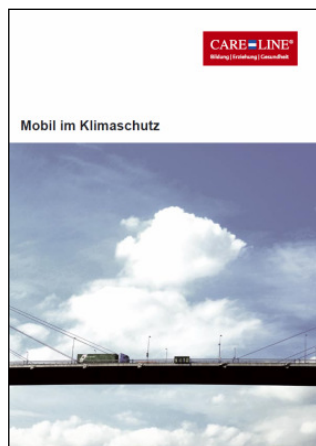 CARE LINE®
Bildung | Erziehung | Gesundheit
Mobil im Klimaschutz